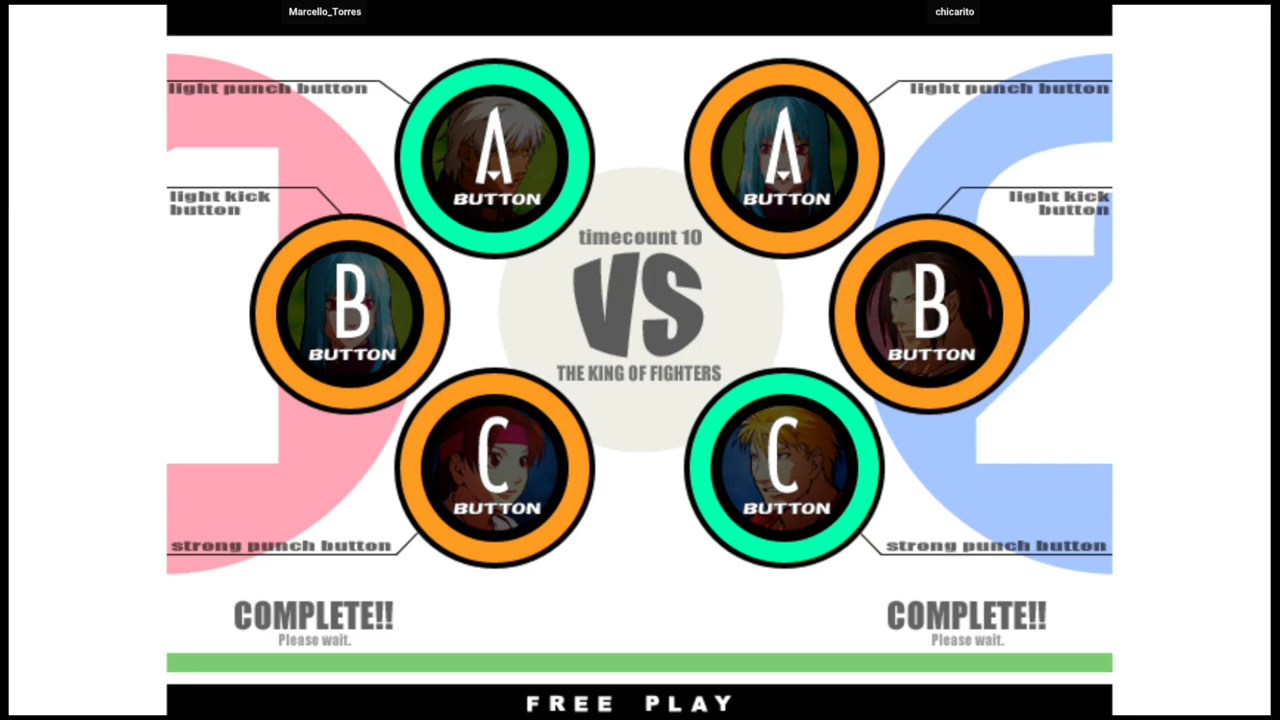 Marcello_Torres
chicarito
light punch button
A
BUTTON
A
BUTTON
light punch button
light kick
button
B
BUTTON
timecount 10
VS
THE KING OF FIGHTERS
light kick
button
B
BUTTON
C
BUTTON
C
BUTTON
strong punch button
strong punch button
COMPLETE!!
Please wait.
COMPLETE!!
Please wait.
FREE PLAY
1
2